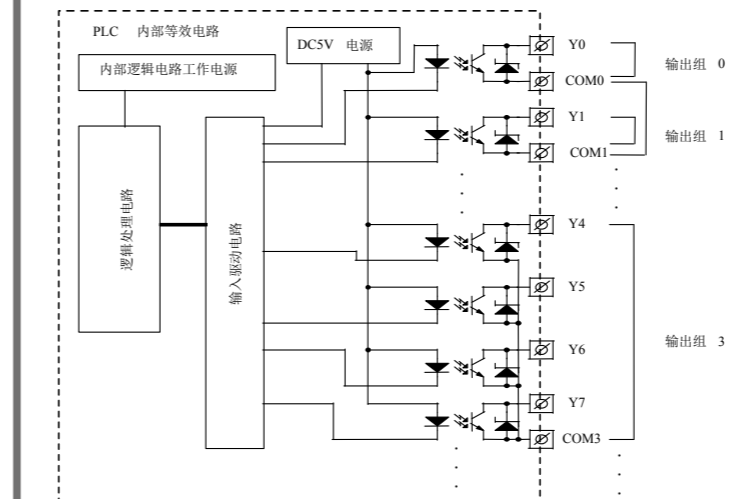 PLC 内部等效电路
DC5V 电源
内部逻辑电路工作电源
逻辑处理电路
输入驱动电路
Y0
COM0
输出组 0
Y1
COM1
输出组 1
Y4
Y5
Y6
Y7
COM3
输出组 3